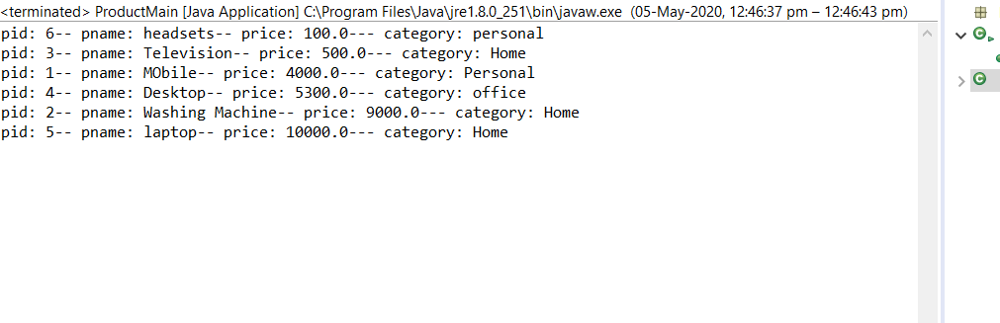 <terminated> ProductMain [Java Application] C:\Program Files\Java\jre1.8.0_251\bin\javaw.exe (05-May-2020, 12:46:37 pm – 12:46:43 pm)
pid: 6-- pname: headsets-- price: 100.0--- category: personal
pid: 3-- pname: Television-- price: 500.0--- category: Home
pid: 1-- pname: MObile-- price: 4000.0--- category: Personal
pid: 4-- pname: Desktop-- price: 5300.0--- category: office
pid: 2-- pname: Washing Machine-- price: 9000.0--- category: Home
pid: 5-- pname: laptop-- price: 10000.0--- category: Home